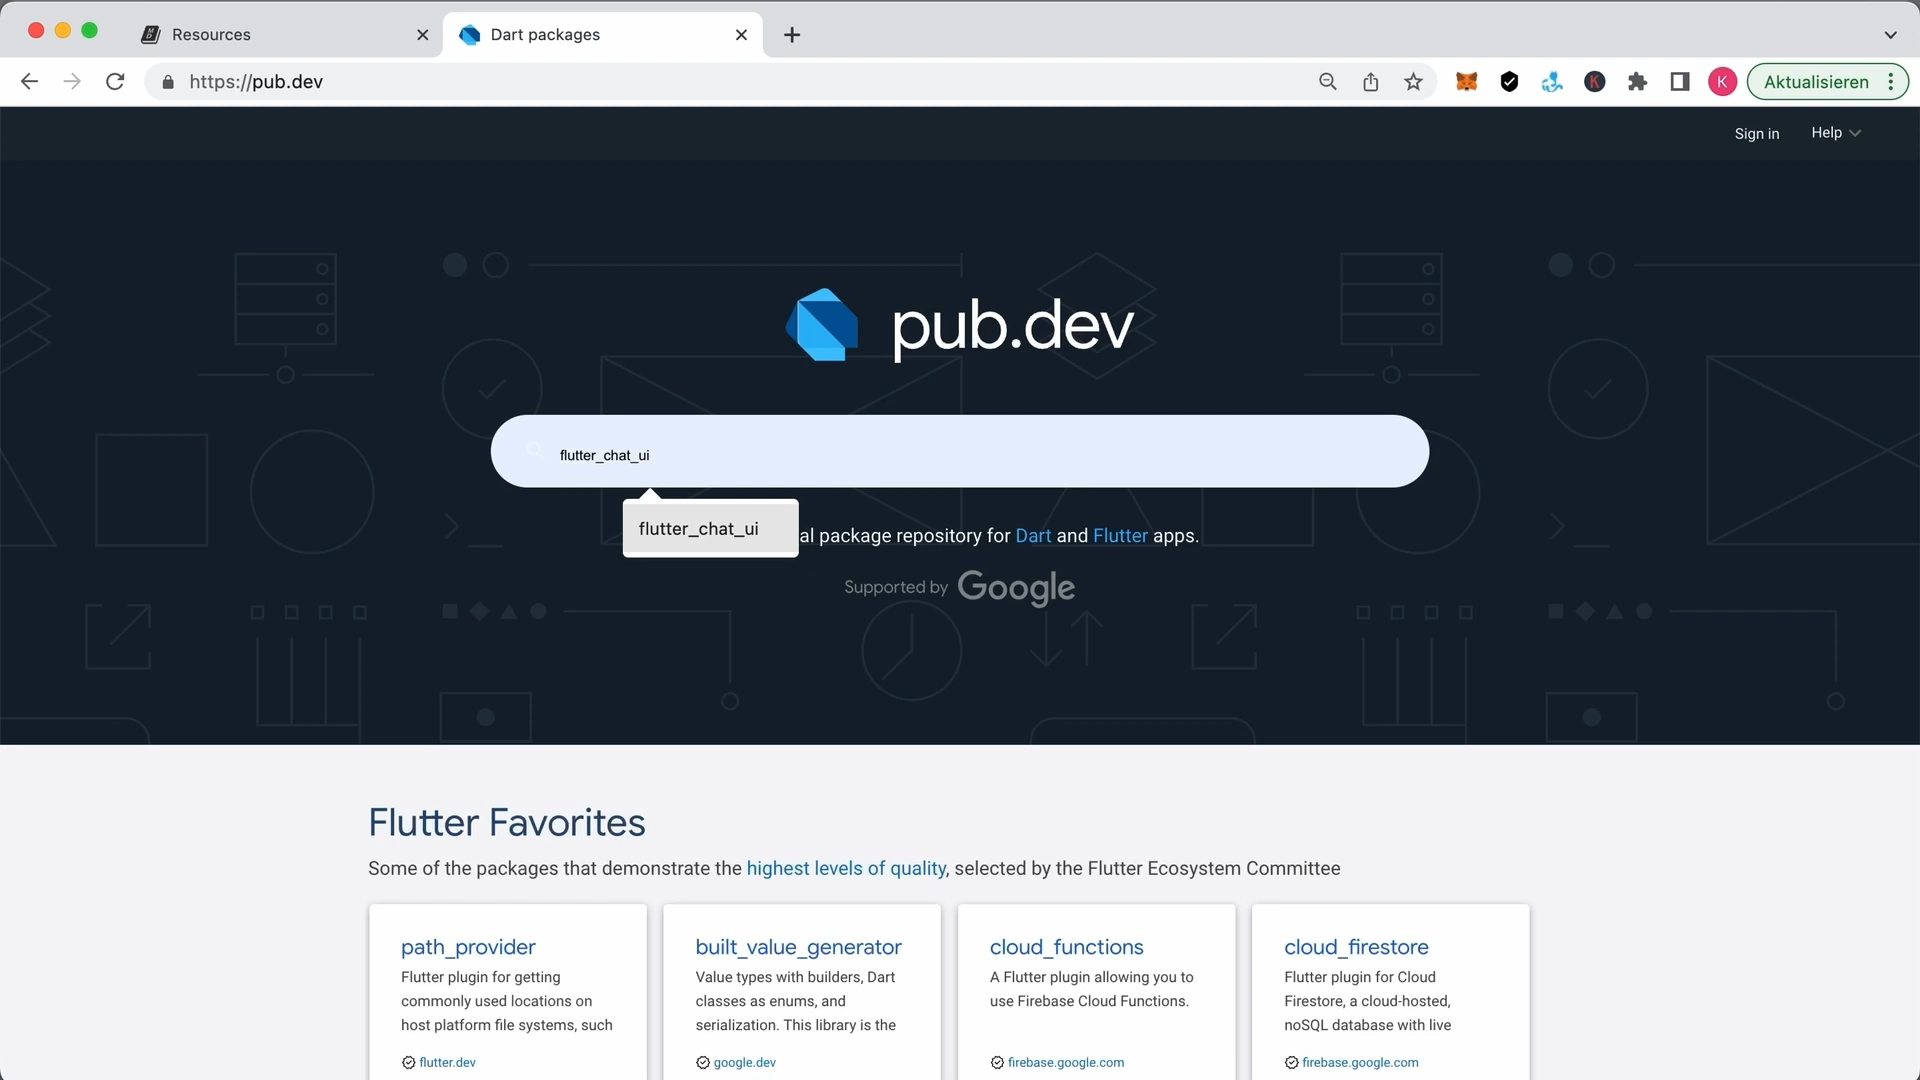 Resources
Dart packages
https://pub.dev
K
K
Aktualisieren
Sign in
Help
pub.dev
flutter_chat_ui
flutter_chat_ui
al package repository for Dart and Flutter apps.
Supported by Google
Flutter Favorites
Some of the packages that demonstrate the highest levels of quality, selected by the Flutter Ecosystem Committee
path_provider
Flutter plugin for getting
commonly used locations on
host platform file systems, such
flutter.dev
built_value_generator
Value types with builders, Dart
classes as enums, and
serialization. This library is the
google.dev
cloud_functions
A Flutter plugin allowing you to
use Firebase Cloud Functions.
firebase.google.com
cloud_firestore
Flutter plugin for Cloud
Firestore, a cloud-hosted,
noSQL database with live
firebase.google.com